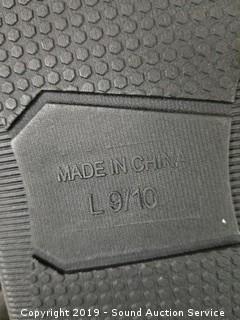 MADE IN CHINA
L 9/10
Copyright 2019 - Sound Auction Service